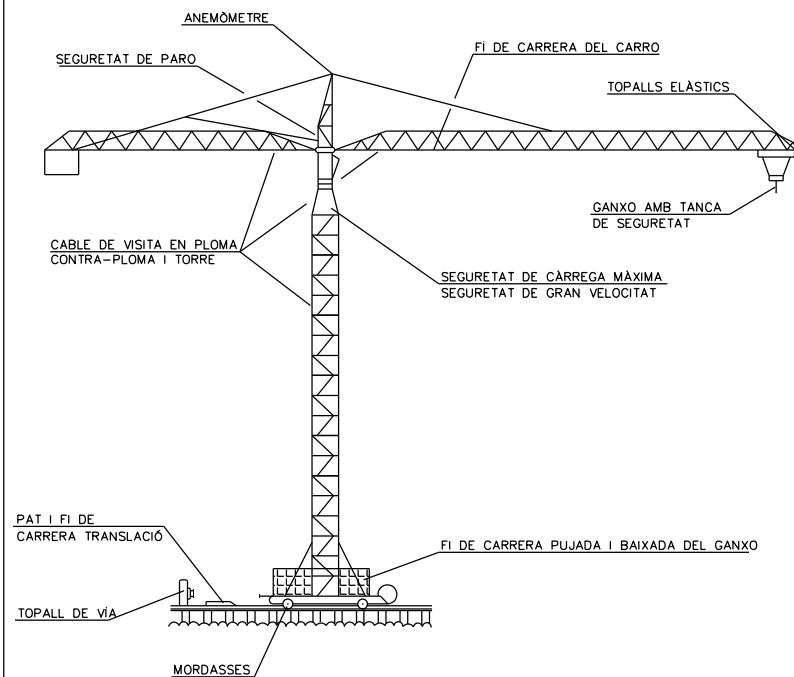 ANEMÒMETRE
SEGURETAT DE PARO
FÍ DE CARRERA DEL CARRO
TOPALLS ELÀSTICS
GANXO AMB TANCA
DE SEGURETAT
CABLE DE VISITA EN PLOMA
CONTRA-PLOMA I TORRE
SEGURETAT DE CÀRREGA MÀXIMA
SEGURETAT DE GRAN VELOCITAT
PAT I FI DE
CARRERA TRANSLACIÓ
FI DE CARRERA PUJADA I BAIXADA DEL GANXO
TOPALL DE VÍA
MORDASSES